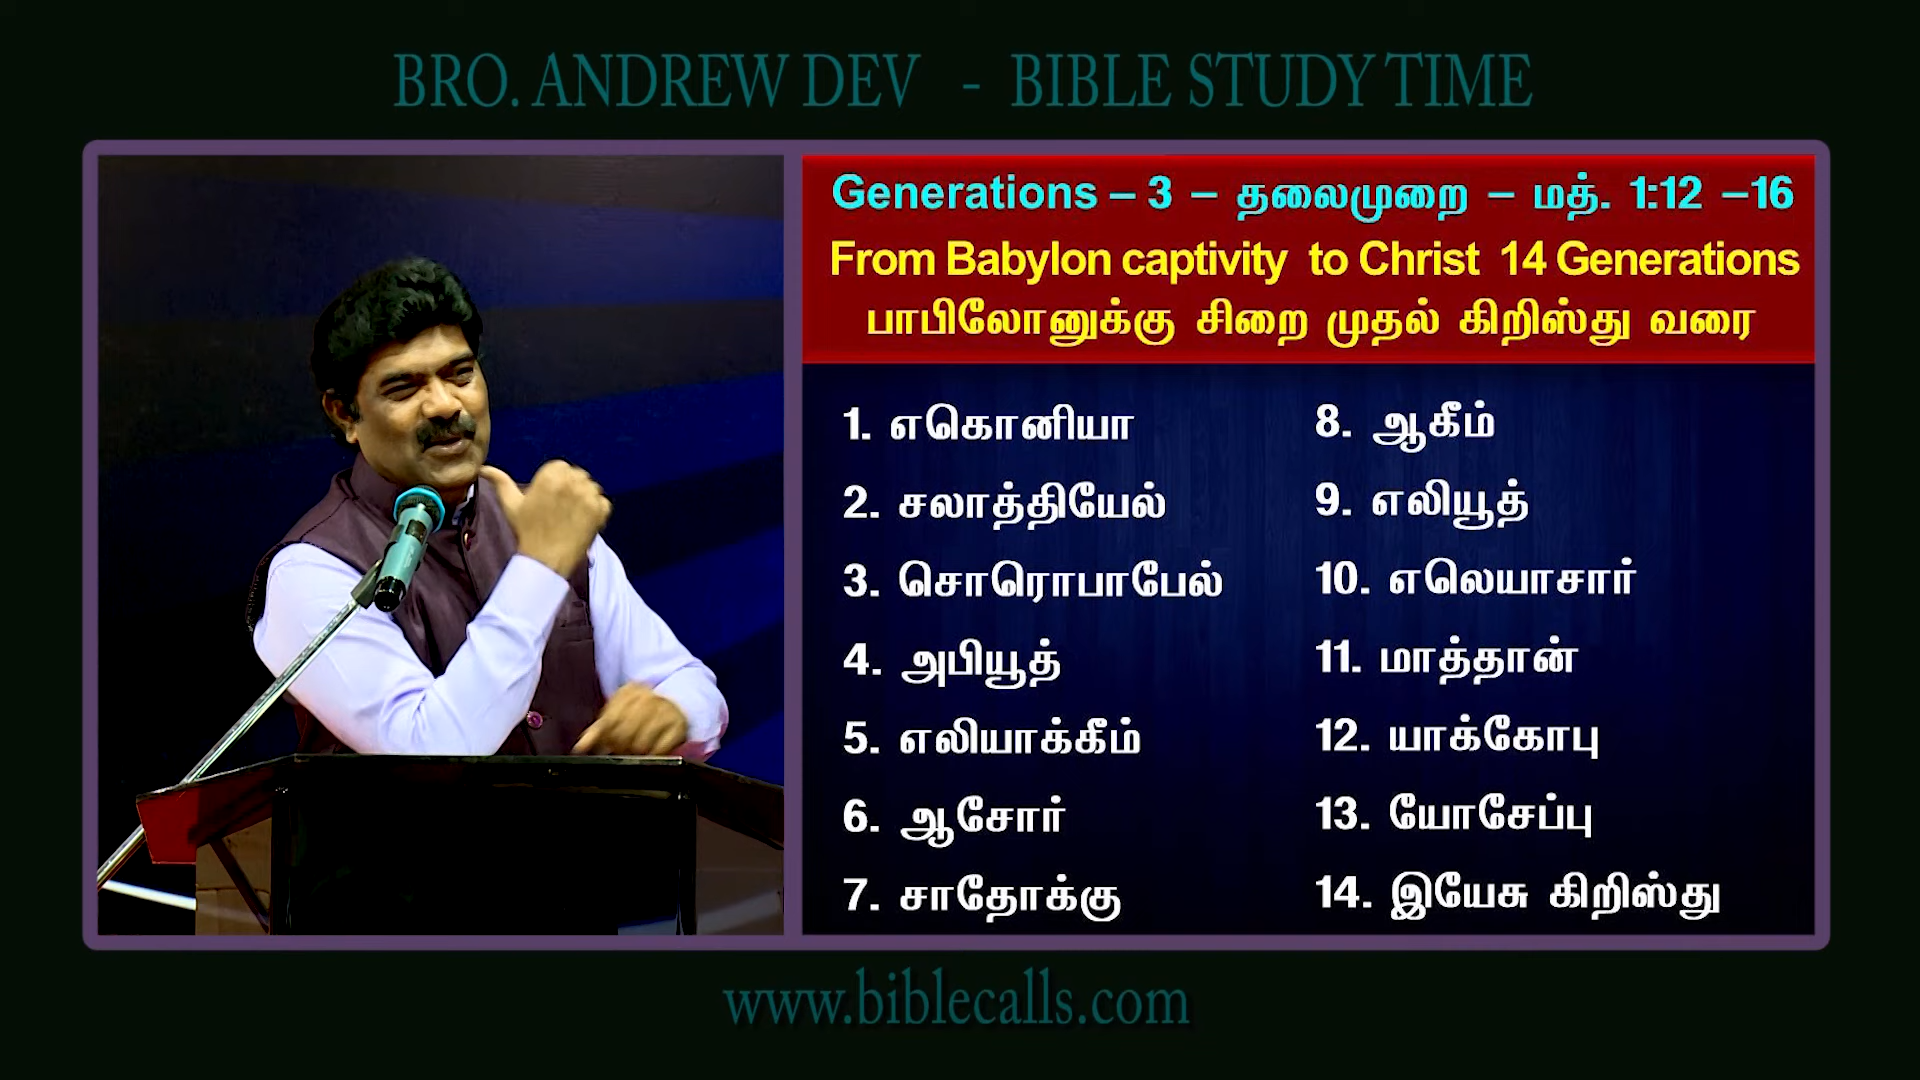 BRO. ANDREW DEV - BIBLE STUDY TIME
Generations – 3 – தலைமுறை – மத். 1:12 –16
From Babylon captivity to Christ 14 Generations
பாபிலோனுக்கு சிறை முதல் கிறிஸ்து வரை
1. எகொனியா
2. சலாத்தியேல்
3. சொரொபாபேல்
4. அபியூத்
5. எலியாக்கீம்
6. ஆசோர்
7. சாதோக்கு
8. ஆகீம்
9. எலியூத்
10. எலெயாசார்
11. மாத்தான்
12. யாக்கோபு
13. யோசேப்பு
14. இயேசு கிறிஸ்து
www.biblecalls.com